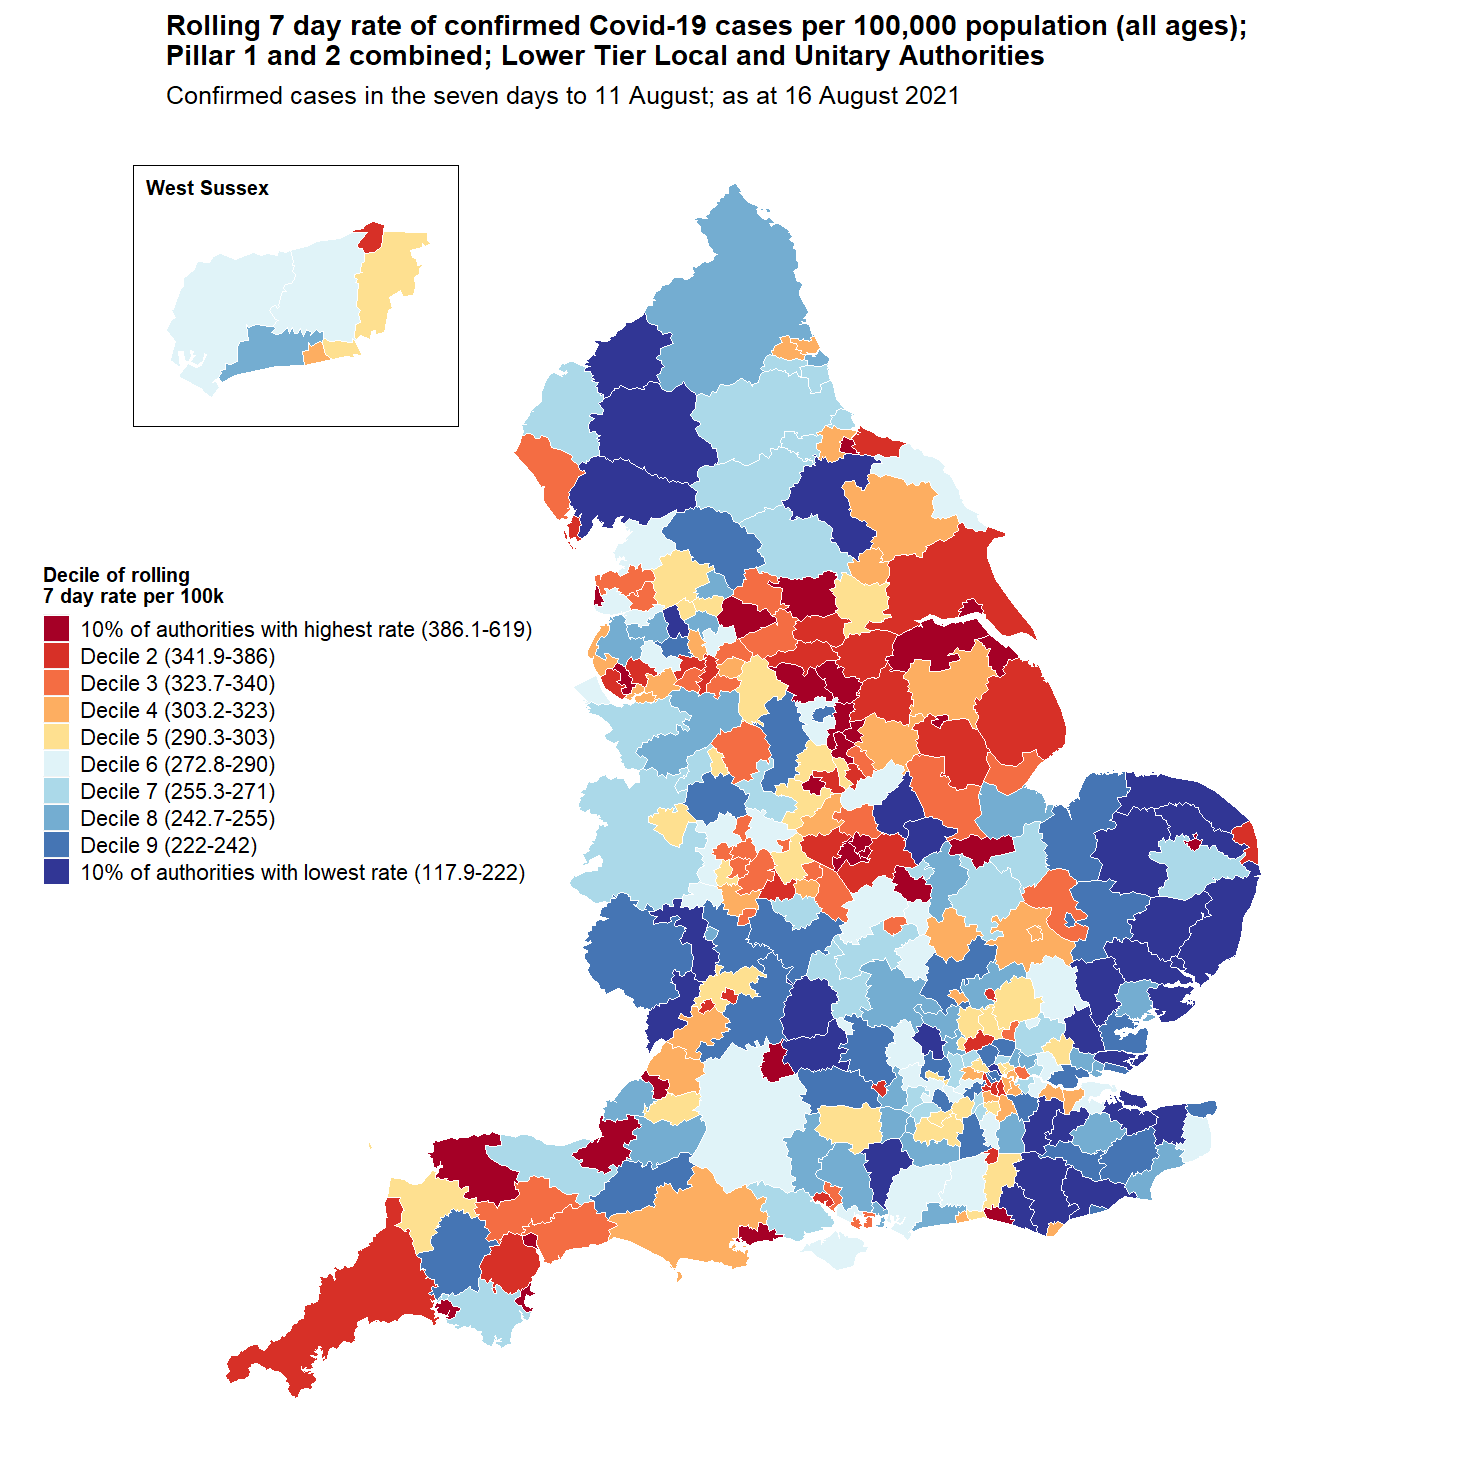 Rolling 7 day rate of confirmed Covid-19 cases per 100,000 population (all ages);
Pillar 1 and 2 combined; Lower Tier Local and Unitary Authorities
Confirmed cases in the seven days to 11 August; as at 16 August 2021
West Sussex
Decile of rolling
7 day rate per 100k
10% of authorities with highest rate (386.1-619)
Decile 2 (341.9-386)
Decile 3 (323.7-340)
Decile 4 (303.2-323)
Decile 5 (290.3-303)
Decile 6 (272.8-290)
Decile 7 (255.3-271)
Decile 8 (242.7-255)
Decile 9 (222-242)
10% of authorities with lowest rate (117.9-222)